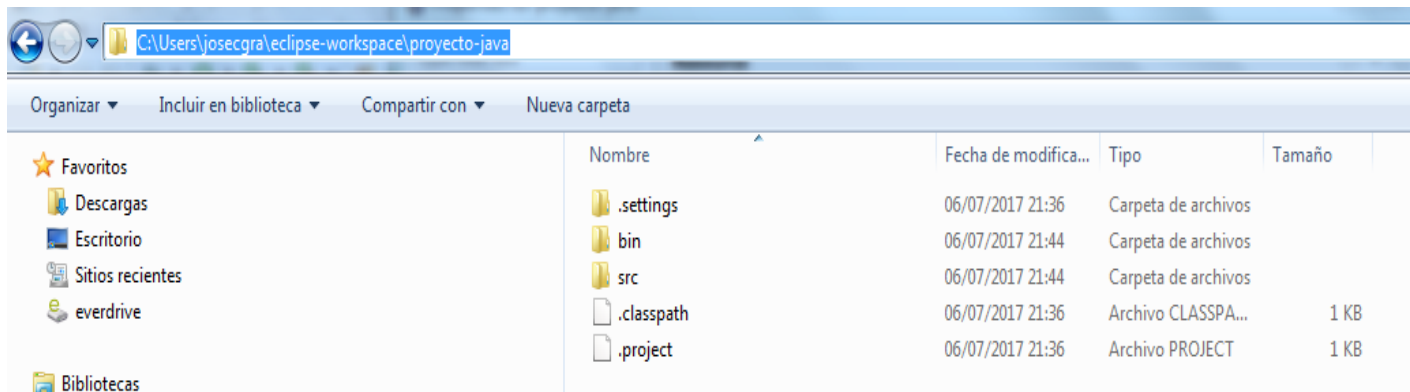 C:\Users\josecgra\eclipse-workspace\proyecto-java
Organizar Incluir en biblioteca Compartir con Nueva carpeta
Favoritos
Descargas
Escritorio
Sitios recientes
everdrive
Bibliotecas
Nombre Fecha de modifica... Tipo Tamaño
.settings 06/07/2017 21:36 Carpeta de archivos
bin 06/07/2017 21:44 Carpeta de archivos
src 06/07/2017 21:44 Carpeta de archivos
.classpath 06/07/2017 21:36 Archivo CLASSPA... 1 KB
.project 06/07/2017 21:36 Archivo PROJECT 1 KB